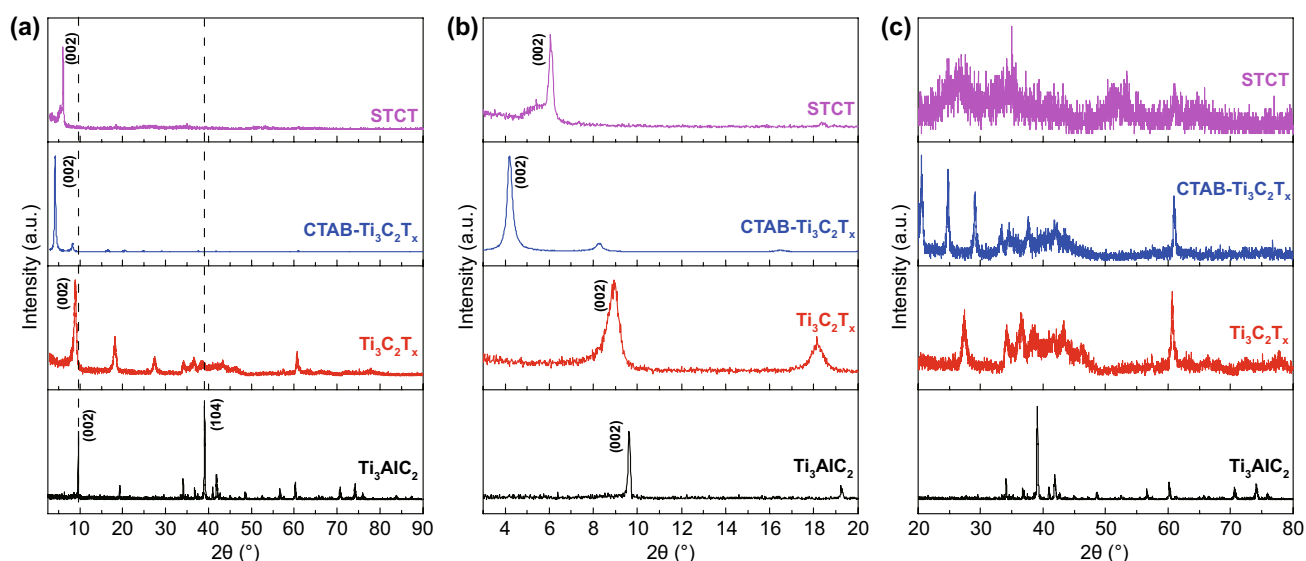 (a)
Intensity (a.u.)
(002)
STCT
(002)
CTAB-Ti₃C₂Tₓ
(002)
Ti₃C₂Tₓ
(002)
(104)
Ti₃AlC₂
10 20 30 40 50 60 70 80 90
2θ (°)
(b)
Intensity (a.u.)
(002)
STCT
(002)
CTAB-Ti₃C₂Tₓ
(002)
Ti₃C₂Tₓ
(002)
Ti₃AlC₂
4 6 8 10 12 14 16 18 20
2θ (°)
(c)
Intensity (a.u.)
STCT
CTAB-Ti₃C₂Tₓ
Ti₃C₂Tₓ
Ti₃AlC₂
20 30 40 50 60 70 80
2θ (°)